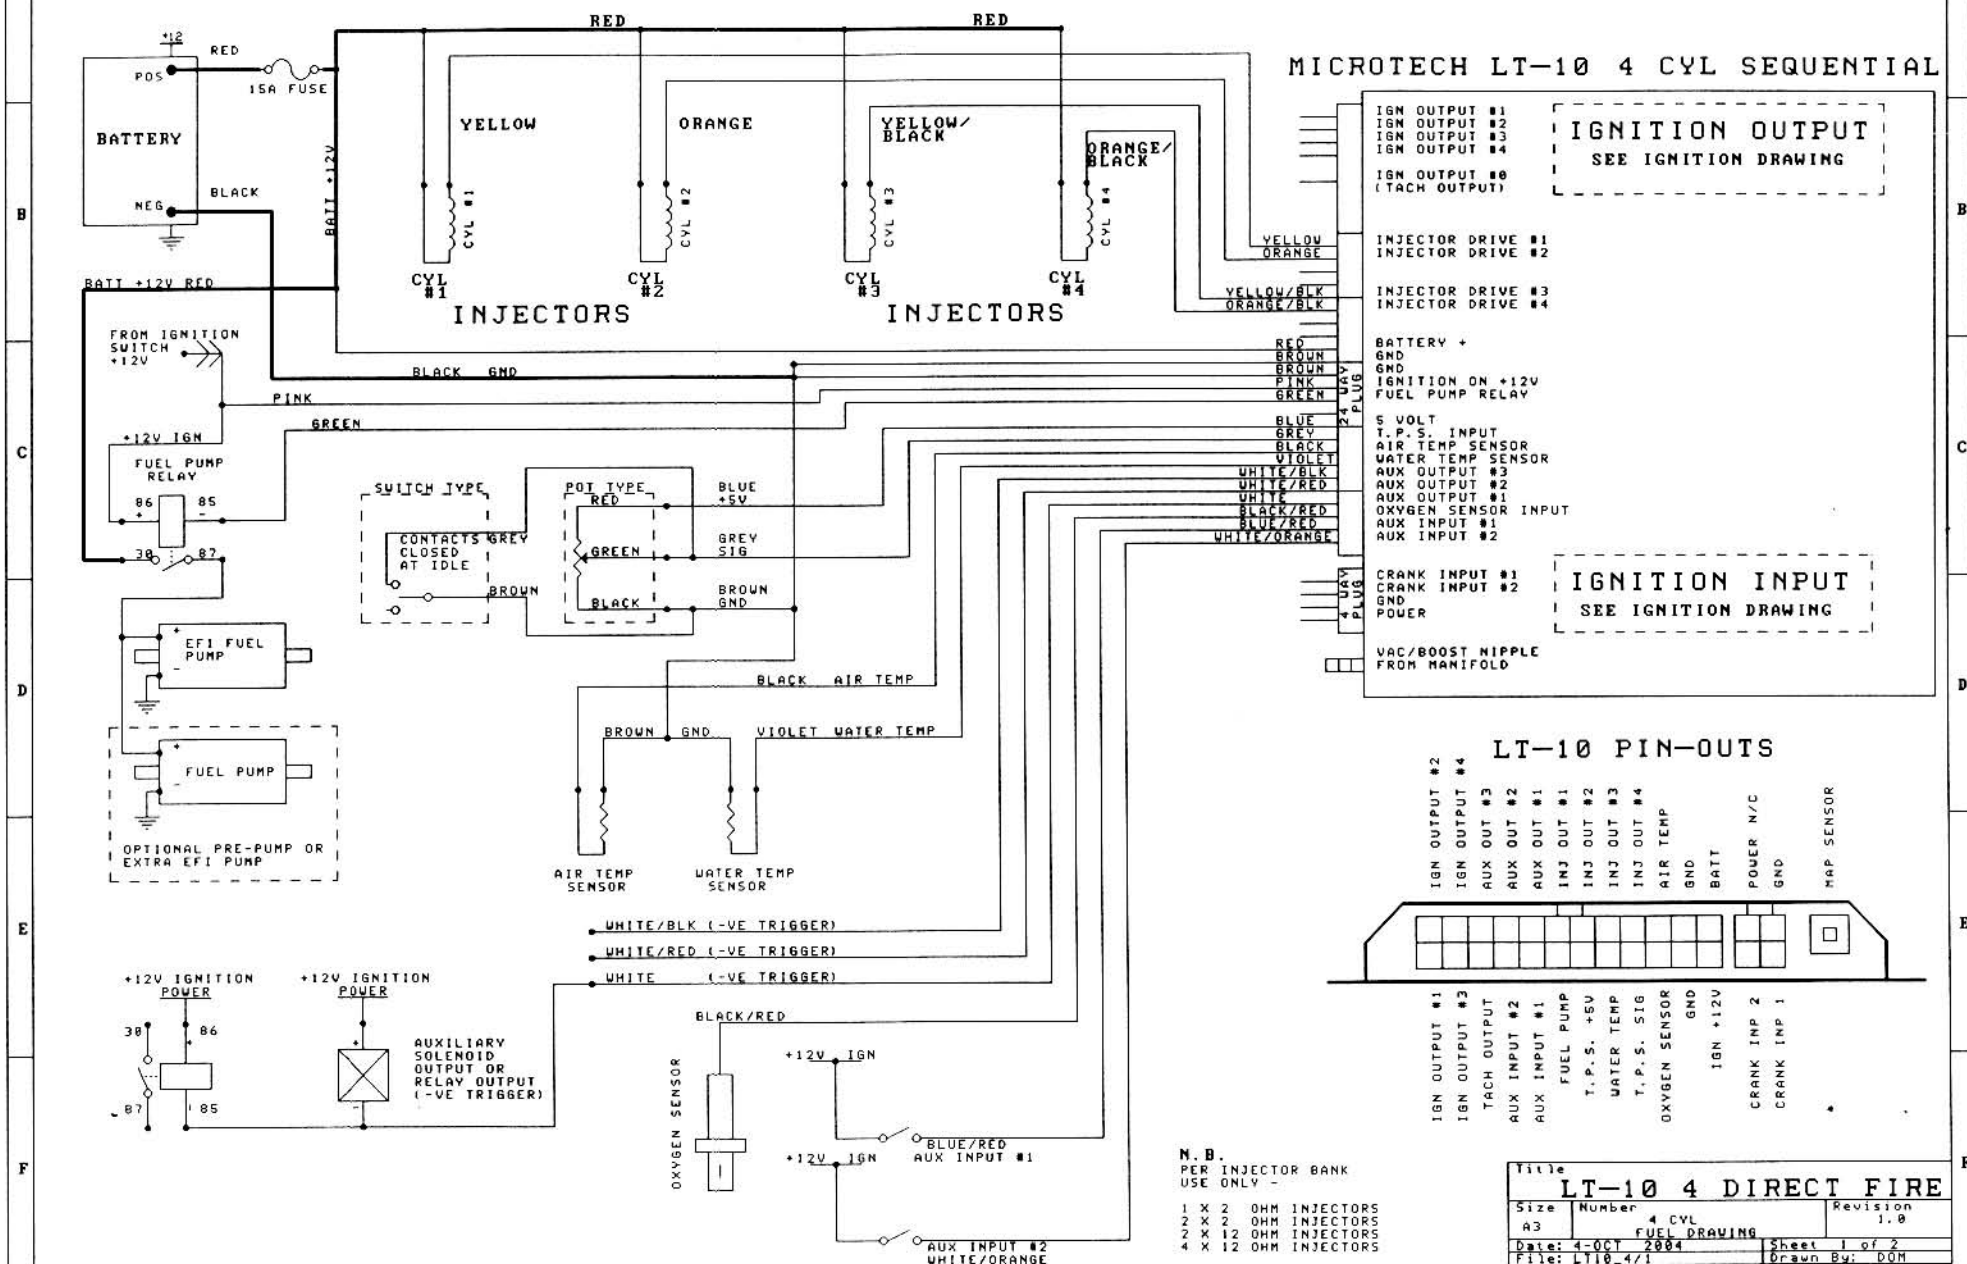 RED
RED
+12
RED
POS
15A FUSE
BATTERY
BATT +12V
BLACK
NEG
BATT +12V RED
YELLOW
CYL #1
CYL
#1
ORANGE
CYL #2
CYL
#2
YELLOW/
BLACK
CYL #3
CYL
#3
ORANGE/
BLACK
CYL #4
CYL
#4
INJECTORS
INJECTORS
MICROTECH LT-10 4 CYL SEQUENTIAL
IGN OUTPUT #1
IGN OUTPUT #2
IGN OUTPUT #3
IGN OUTPUT #4
IGN OUTPUT #0
(TACH OUTPUT)
IGNITION OUTPUT
SEE IGNITION DRAWING
YELLOW INJECTOR DRIVE #1
ORANGE INJECTOR DRIVE #2
YELLOW/BLK INJECTOR DRIVE #3
ORANGE/BLK INJECTOR DRIVE #4
RED BATTERY +
BROWN GND
BROWN GND
PINK IGNITION ON +12V
GREEN FUEL PUMP RELAY
24 WAY
PLUG
BLUE 5 VOLT
GREY T.P.S. INPUT
BLACK AIR TEMP SENSOR
VIOLET WATER TEMP SENSOR
WHITE/BLK AUX OUTPUT #3
WHITE/RED AUX OUTPUT #2
WHITE AUX OUTPUT #1
BLACK/RED OXYGEN SENSOR INPUT
BLUE/RED AUX INPUT #1
WHITE/ORANGE AUX INPUT #2
4 WAY
PLUG
CRANK INPUT #1
CRANK INPUT #2
GND
POWER
IGNITION INPUT
SEE IGNITION DRAWING
VAC/BOOST NIPPLE
FROM MANIFOLD
FROM IGNITION
SWITCH
+12V
BLACK GND
PINK
GREEN
+12V IGN
FUEL PUMP
RELAY
86
+
85
-
30
87
SWITCH TYPE
CONTACTS GREY
CLOSED
AT IDLE
BROWN
POT TYPE
RED
GREEN
BLACK
BLUE
+5V
GREY
SIG
BROWN
GND
+
EFI FUEL
PUMP
-
+
FUEL PUMP
-
OPTIONAL PRE-PUMP OR
EXTRA EFI PUMP
BLACK AIR TEMP
BROWN GND
VIOLET WATER TEMP
AIR TEMP
SENSOR
WATER TEMP
SENSOR
WHITE/BLK (-VE TRIGGER)
WHITE/RED (-VE TRIGGER)
WHITE (-VE TRIGGER)
+12V IGNITION
POWER
30
86
+
87
85
+12V IGNITION
POWER
+
-
AUXILIARY
SOLENOID
OUTPUT OR
RELAY OUTPUT
(-VE TRIGGER)
BLACK/RED
OXYGEN SENSOR
+12V IGN
BLUE/RED
AUX INPUT #1
+12V IGN
AUX INPUT #2
WHITE/ORANGE
LT-10 PIN-OUTS
IGN OUTPUT #2
IGN OUTPUT #4
AUX OUT #3
AUX OUT #2
AUX OUT #1
INJ OUT #1
INJ OUT #2
INJ OUT #3
INJ OUT #4
AIR TEMP
GND
BATT
POWER N/C
GND
MAP SENSOR
IGN OUTPUT #1
IGN OUTPUT #3
TACH OUTPUT
AUX INPUT #2
AUX INPUT #1
FUEL PUMP
T.P.S. +5V
WATER TEMP
T.P.S. SIG
OXYGEN SENSOR
GND
IGN +12V
CRANK INP 2
CRANK INP 1
N.B.
PER INJECTOR BANK
USE ONLY -
1 X 2 OHM INJECTORS
2 X 2 OHM INJECTORS
2 X 12 OHM INJECTORS
4 X 12 OHM INJECTORS
Title
LT-10 4 DIRECT FIRE
Size
A3
Number
4 CYL
FUEL DRAWING
Revision
1.0
Date: 4-OCT 2004
Sheet 1 of 2
File: LT10_4/1
Drawn By: DOM
B
C
D
E
F
B
C
D